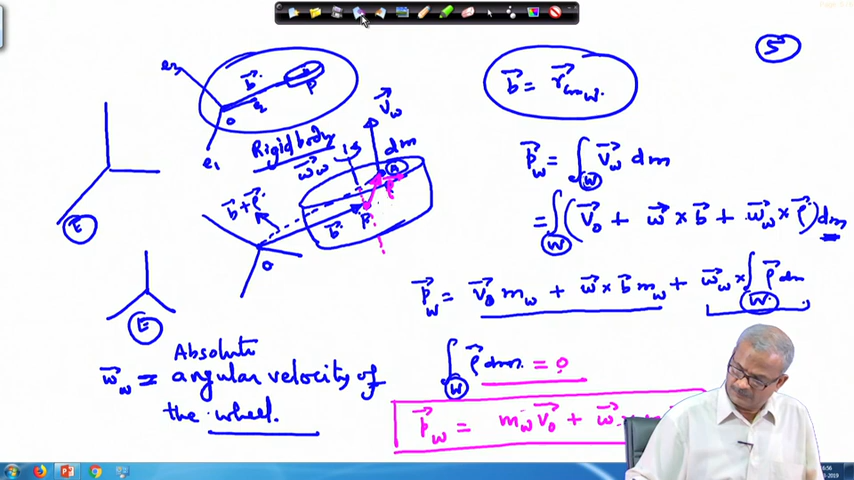 5
e₃
b⃗
P
e₂
o
e₁
b⃗ = r⃗cmw.
V⃗w
dm
Rigid body
ω⃗w
b⃗+ρ⃗
ρ⃗
P
b⃗
o
E
E
p⃗w = ∫W V⃗w dm
= ∫W (V⃗o + ω⃗ × b⃗ + ω⃗w × ρ⃗) dm
p⃗w = V⃗o mw + ω⃗ × b⃗ mw + ω⃗w × ∫W ρ⃗ dm
∫W ρ⃗ dm = 0
p⃗w = mw V⃗o + ω⃗
ω⃗w = Absolute
angular velocity of
the wheel.